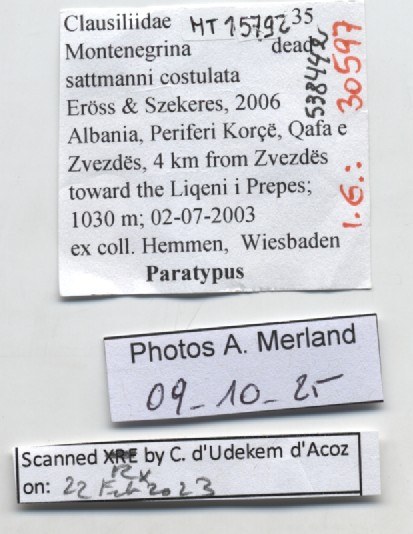 Clausiliidae MT 15792 35
Montenegrina dead
sattmanni costulata
Eröss & Szekeres, 2006
Albania, Periferi Korçë, Qafa e
Zvezdës, 4 km from Zvezdës
toward the Liqeni i Prepes;
1030 m; 02-07-2003
ex coll. Hemmen, Wiesbaden
Paratypus
538442
I.G.: 30597
Photos A. Merland
09-10-25
Scanned XRE by C. d'Udekem d'Acoz
RX
on: 22 Feb 2023